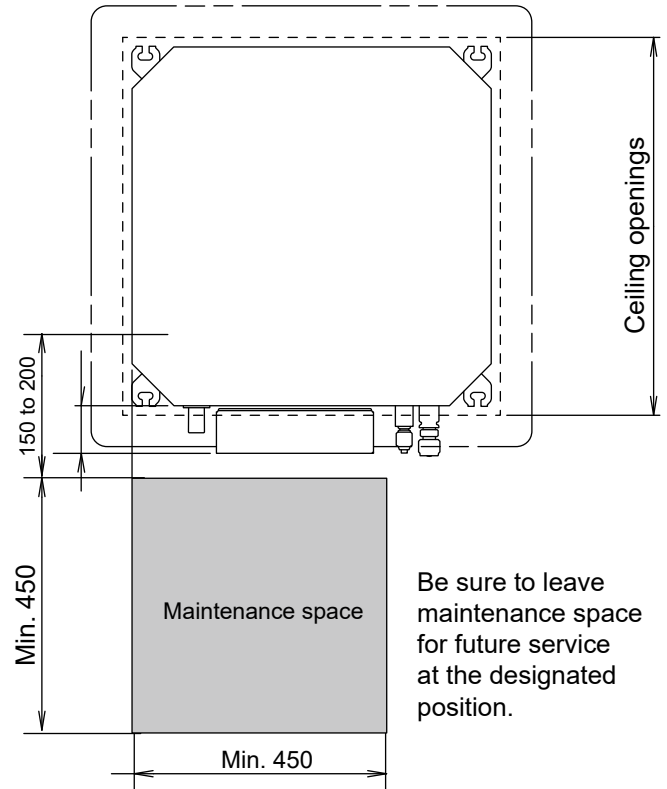 Ceiling openings
150 to 200
Min. 450
Maintenance space
Be sure to leave
maintenance space
for future service
at the designated
position.
Min. 450